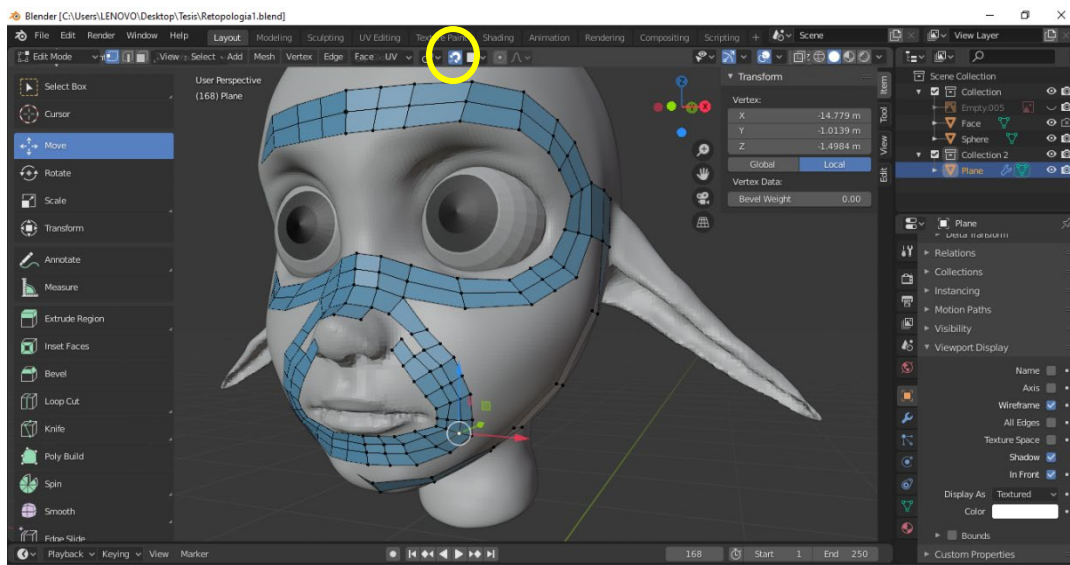 Blender [C:\Users\LENOVO\Desktop\Tesis\Retopologia1.blend]
File Edit Render Window Help Layout Modeling Sculpting UV Editing Texture Paint Shading Animation Rendering Compositing Scripting + Scene View Layer
Edit Mode View Select Add Mesh Vertex Edge Face UV
Select Box
Cursor
Move
Rotate
Scale
Transform
Annotate
Measure
Extrude Region
Inset Faces
Bevel
Loop Cut
Knife
Poly Build
Spin
Smooth
Edge Slide
User Perspective
(168) Plane
Z
X
Transform
Vertex:
X -14.779 m
Y -1.0139 m
Z -1.4984 m
Global Local
Vertex Data:
Bevel Weight 0.00
Item
Tool
View
Edit
Scene Collection
Collection
Empty.005
Face
Sphere
Collection 2
Plane
Plane
Delta Transform
Relations
Collections
Instancing
Motion Paths
Visibility
Viewport Display
Name
Axis
Wireframe
All Edges
Texture Space
Shadow
In Front
Display As Textured
Color
Bounds
Custom Properties
Playback Keying View Marker 168 Start 1 End 250